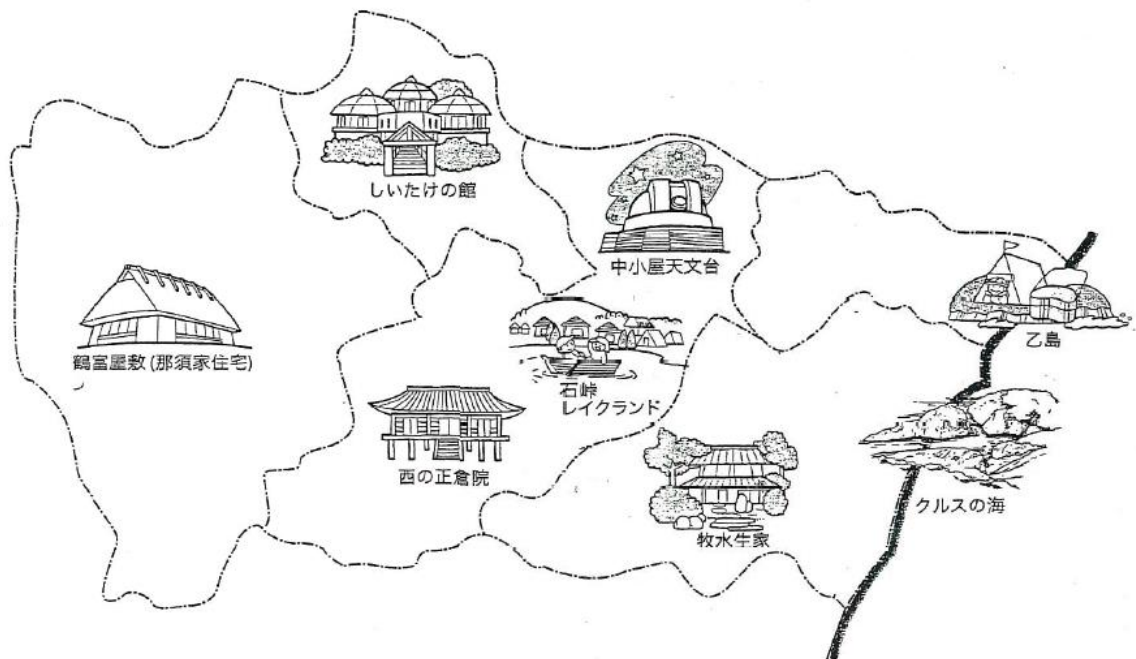 しいたけの館
中小屋天文台
乙島
鶴富屋敷(那須家住宅)
石峠
レイクランド
西の正倉院
クルスの海
牧水生家